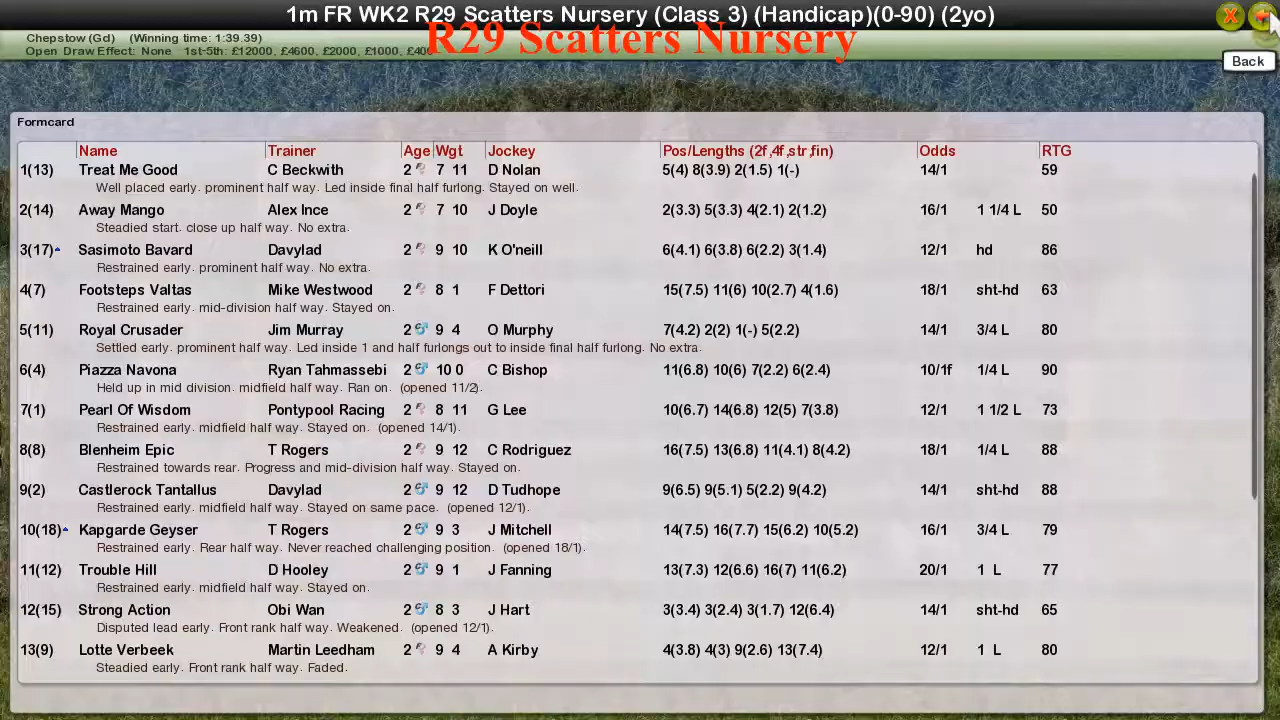 1m FR WK2 R29 Scatters Nursery (Class 3) (Handicap)(0-90) (2yo)
R29 Scatters Nursery
Chepstow (Gd) (Winning time: 1:39.39)
Open Draw Effect: None 1st-5th: £12000, £4600, £2000, £1000, £400
Back
Formcard
Name Trainer Age Wgt Jockey Pos/Lengths (2f,4f,str,fin) Odds RTG
1(13) Treat Me Good C Beckwith 2 7 11 D Nolan 5(4) 8(3.9) 2(1.5) 1(-) 14/1 59
Well placed early. prominent half way. Led inside final half furlong. Stayed on well.
2(14) Away Mango Alex Ince 2 7 10 J Doyle 2(3.3) 5(3.3) 4(2.1) 2(1.2) 16/1 1 1/4 L 50
Steadied start. close up half way. No extra.
3(17) Sasimoto Bavard Davylad 2 9 10 K O'neill 6(4.1) 6(3.8) 6(2.2) 3(1.4) 12/1 hd 86
Restrained early. prominent half way. No extra.
4(7) Footsteps Valtas Mike Westwood 2 8 1 F Dettori 15(7.5) 11(6) 10(2.7) 4(1.6) 18/1 sht-hd 63
Restrained early. mid-division half way. Stayed on.
5(11) Royal Crusader Jim Murray 2 9 4 O Murphy 7(4.2) 2(2) 1(-) 5(2.2) 14/1 3/4 L 80
Settled early. prominent half way. Led inside 1 and half furlongs out to inside final half furlong. No extra.
6(4) Piazza Navona Ryan Tahmassebi 2 10 0 C Bishop 11(6.8) 10(6) 7(2.2) 6(2.4) 10/1f 1/4 L 90
Held up in mid division. midfield half way. Ran on. (opened 11/2).
7(1) Pearl Of Wisdom Pontypool Racing 2 8 11 G Lee 10(6.7) 14(6.8) 12(5) 7(3.8) 12/1 1 1/2 L 73
Restrained early. midfield half way. Stayed on. (opened 14/1).
8(8) Blenheim Epic T Rogers 2 9 12 C Rodriguez 16(7.5) 13(6.8) 11(4.1) 8(4.2) 18/1 1/4 L 88
Restrained towards rear. Progress and mid-division half way. Stayed on.
9(2) Castlerock Tantallus Davylad 2 9 12 D Tudhope 9(6.5) 9(5.1) 5(2.2) 9(4.2) 14/1 sht-hd 88
Restrained early. midfield half way. Stayed on same pace. (opened 12/1).
10(18) Kapgarde Geyser T Rogers 2 9 3 J Mitchell 14(7.5) 16(7.7) 15(6.2) 10(5.2) 16/1 3/4 L 79
Restrained early. Rear half way. Never reached challenging position. (opened 18/1).
11(12) Trouble Hill D Hooley 2 9 1 J Fanning 13(7.3) 12(6.6) 16(7) 11(6.2) 20/1 1 L 77
Restrained early. midfield half way. Stayed on.
12(15) Strong Action Obi Wan 2 8 3 J Hart 3(3.4) 3(2.4) 3(1.7) 12(6.4) 14/1 sht-hd 65
Disputed lead early. Front rank half way. Weakened. (opened 12/1).
13(9) Lotte Verbeek Martin Leedham 2 9 4 A Kirby 4(3.8) 4(3) 9(2.6) 13(7.4) 12/1 1 L 80
Steadied early. Front rank half way. Faded.